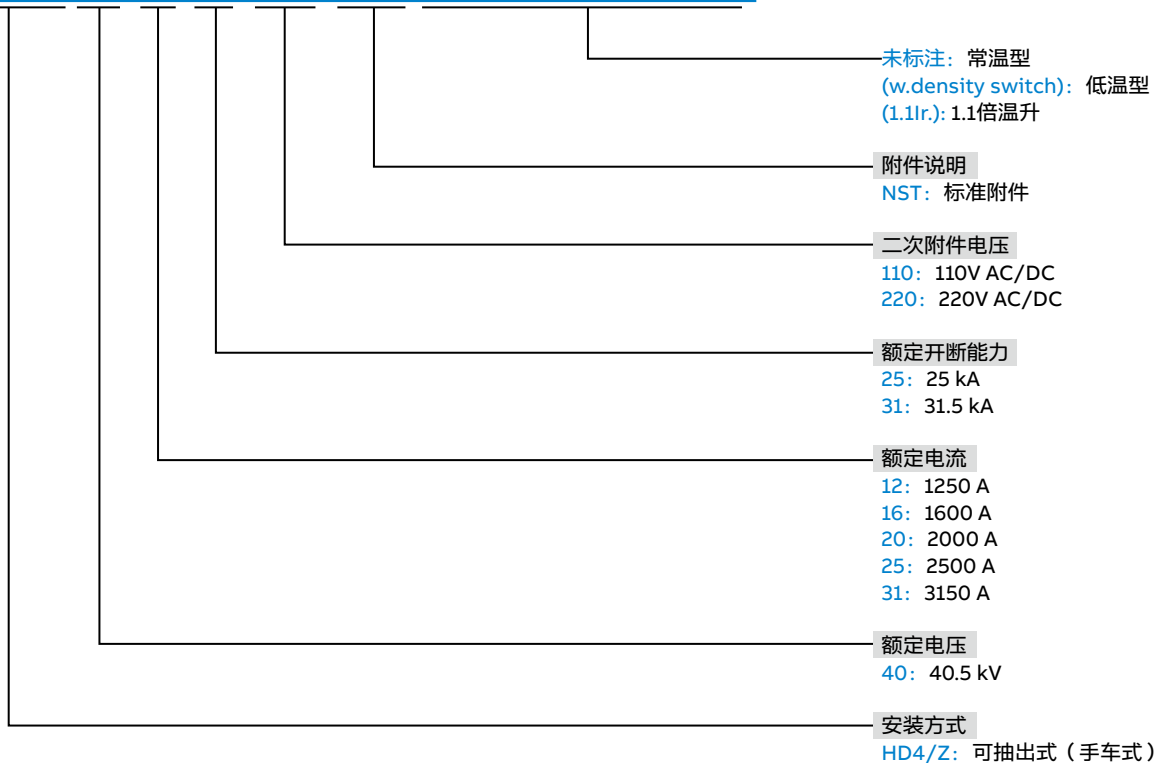 未标注：常温型
(w.density switch)：低温型
(1.1Ir.): 1.1倍温升
附件说明
NST：标准附件
二次附件电压
110：110V AC/DC
220：220V AC/DC
额定开断能力
25：25 kA
31：31.5 kA
额定电流
12：1250 A
16：1600 A
20：2000 A
25：2500 A
31：3150 A
额定电压
40：40.5 kV
安装方式
HD4/Z：可抽出式（手车式）